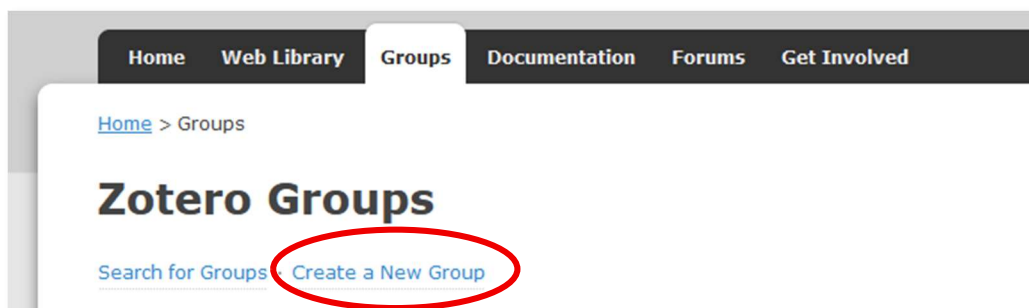 Home Web Library Groups Documentation Forums Get Involved
Home > Groups
Zotero Groups
Search for Groups · Create a New Group